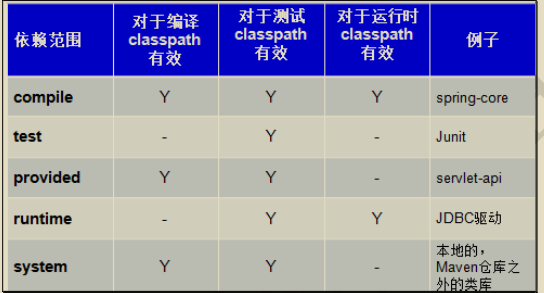 依赖范围 对于编译classpath有效 对于测试classpath有效 对于运行时classpath有效 例子
compile Y Y Y spring-core
test - Y - Junit
provided Y Y - servlet-api
runtime - Y Y JDBC驱动
system Y Y - 本地的，Maven仓库之外的类库